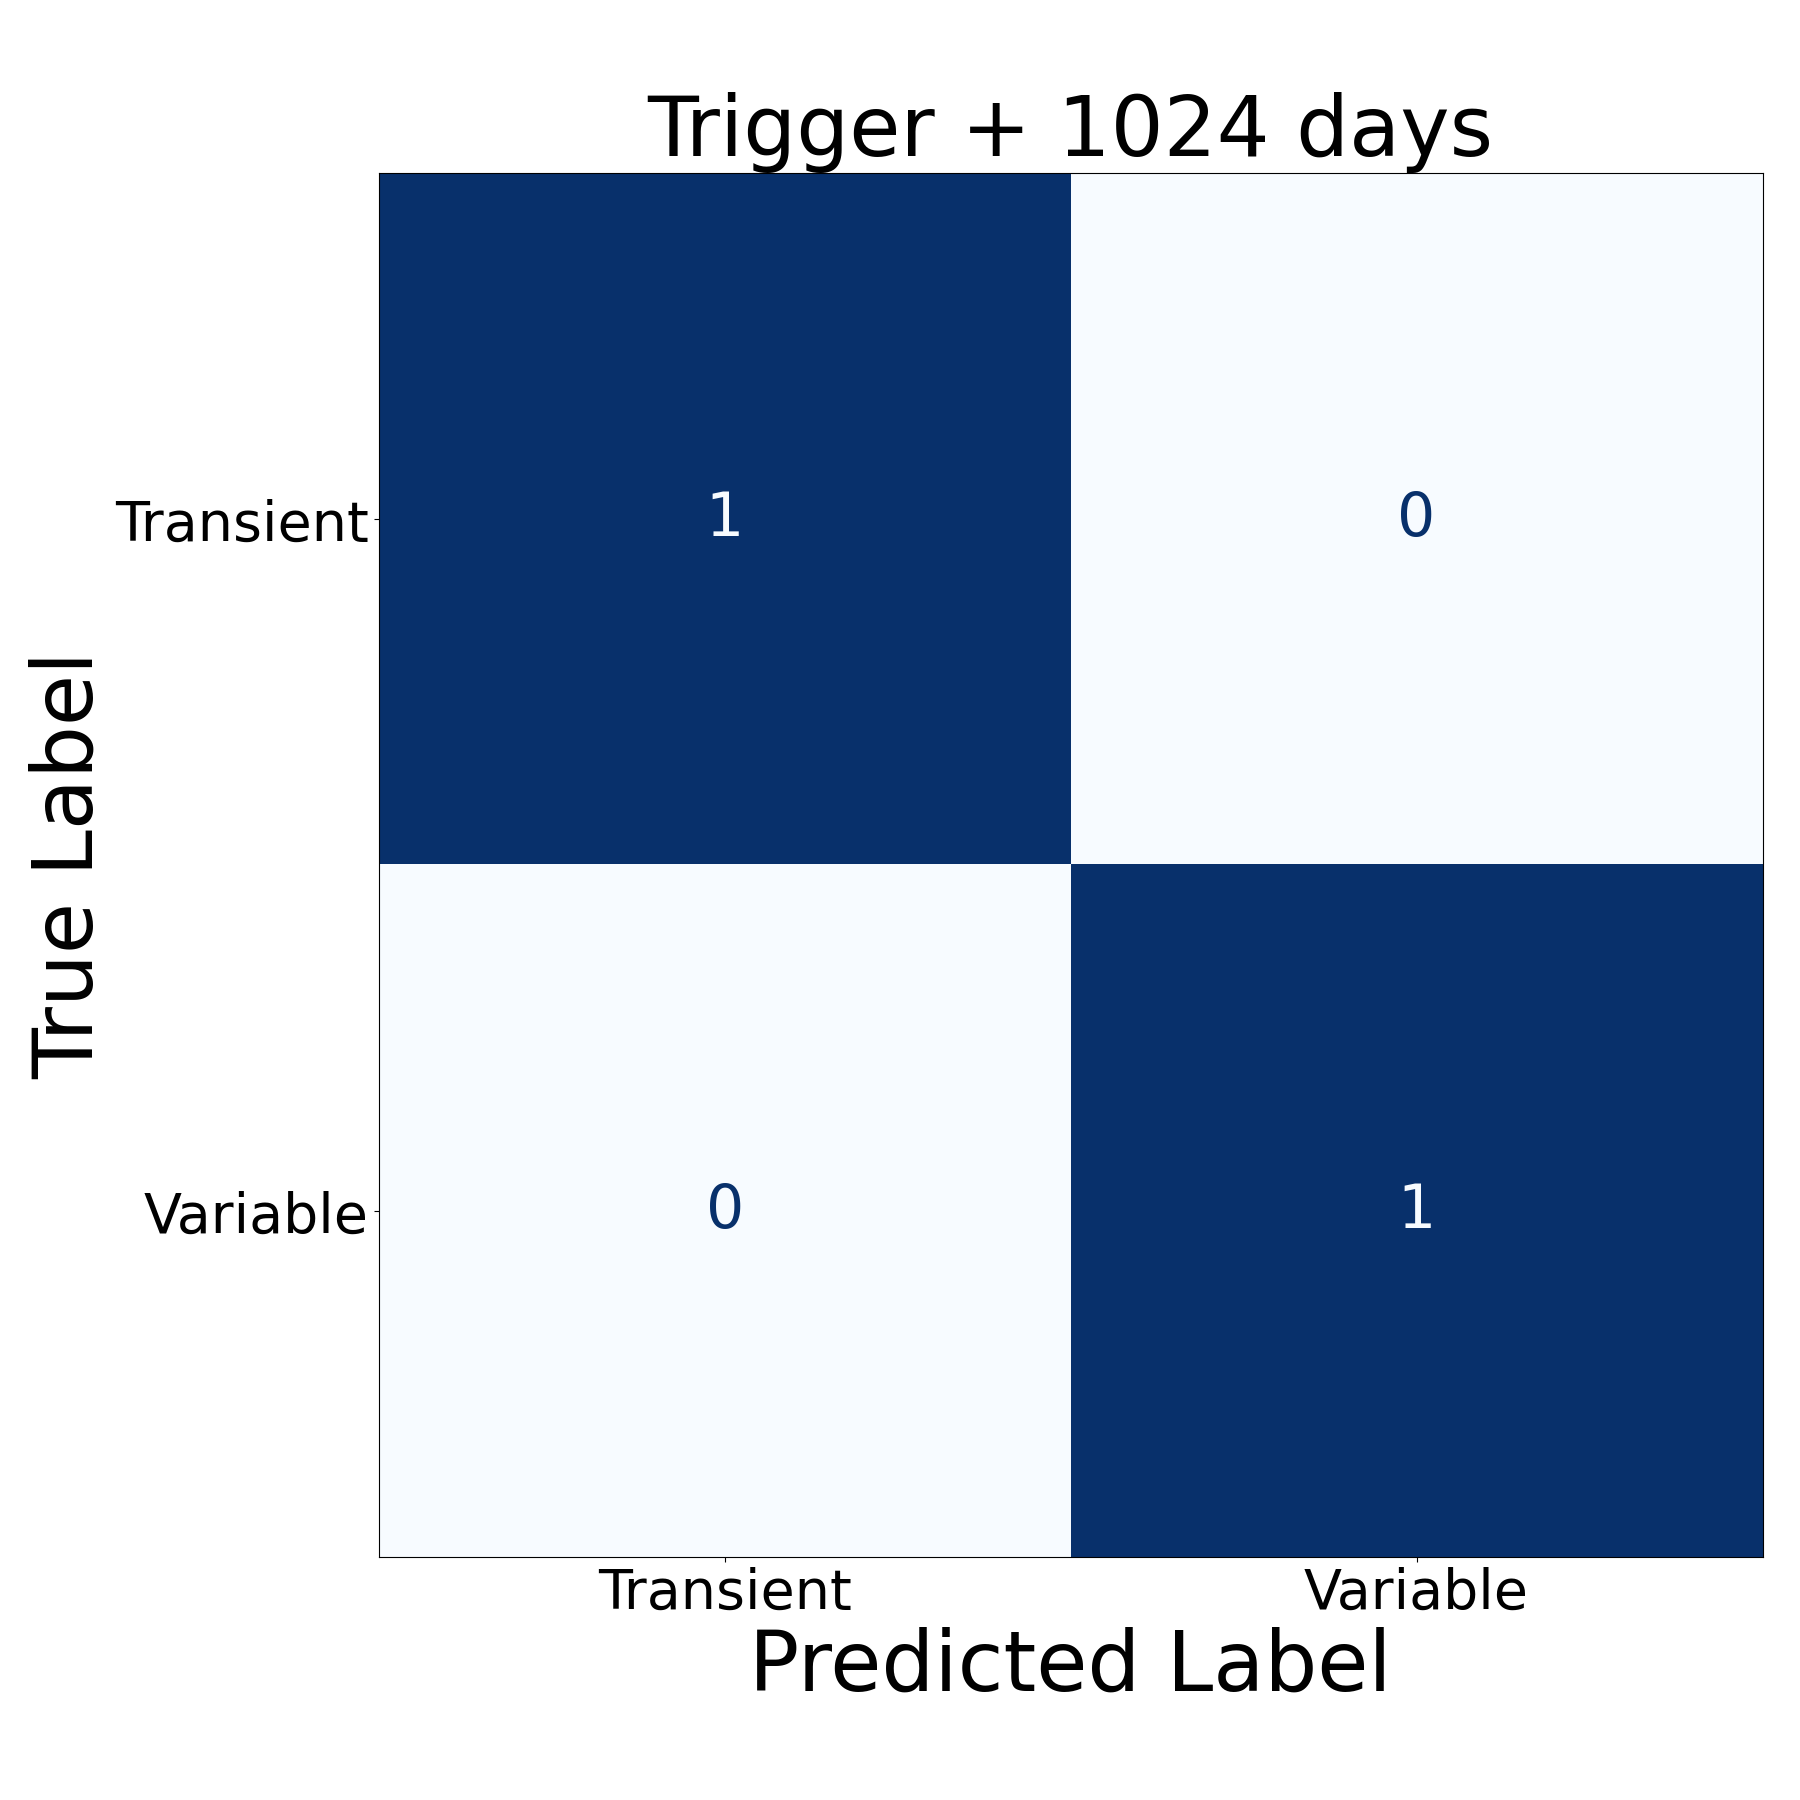 Trigger + 1024 days
True Label
Transient
1
0
Variable
0
1
Transient
Variable
Predicted Label